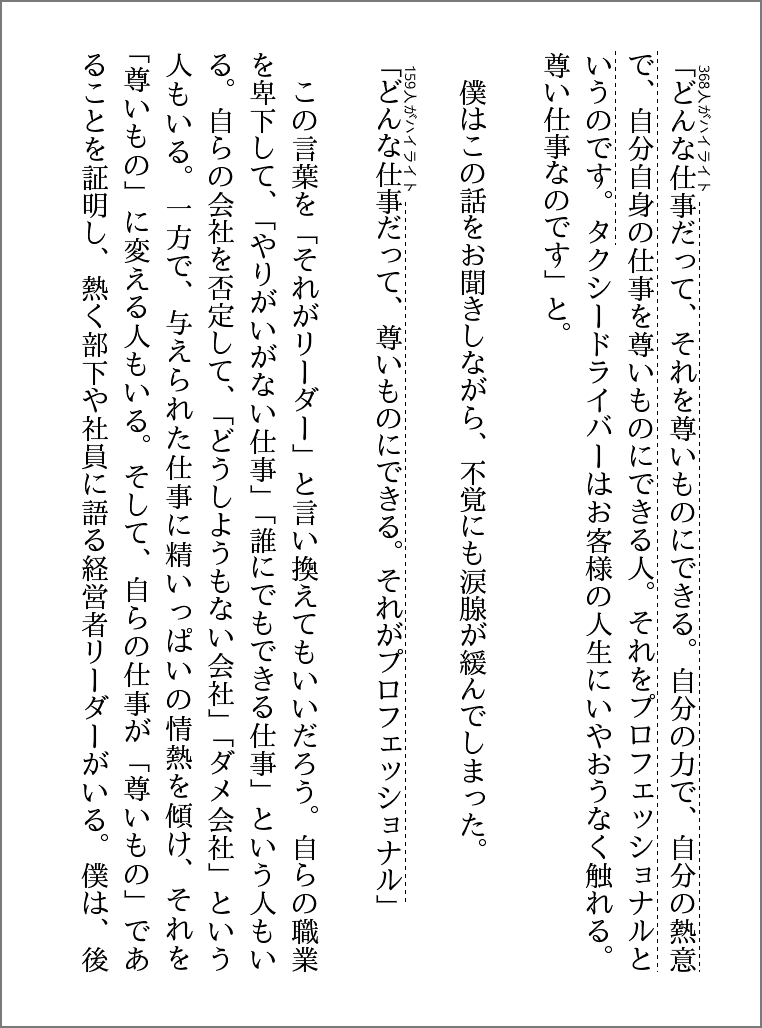 368人がハイライト
「どんな仕事だって、それを尊いものにできる。自分の力で、自分の熱意
で、自分自身の仕事を尊いものにできる人。それをプロフェッショナルと
いうのです。タクシードライバーはお客様の人生にいやおうなく触れる。
尊い仕事なのです」と。
僕はこの話をお聞きしながら、不覚にも涙腺が緩んでしまった。
159人がハイライト
「どんな仕事だって、尊いものにできる。それがプロフェッショナル」
この言葉を「それがリーダー」と言い換えてもいいだろう。自らの職業
を卑下して、「やりがいがない仕事」「誰にでもできる仕事」という人もい
る。自らの会社を否定して、「どうしようもない会社」「ダメ会社」という
人もいる。一方で、与えられた仕事に精いっぱいの情熱を傾け、それを
「尊いもの」に変える人もいる。そして、自らの仕事が「尊いもの」であ
ることを証明し、熱く部下や社員に語る経営者リーダーがいる。僕は、後